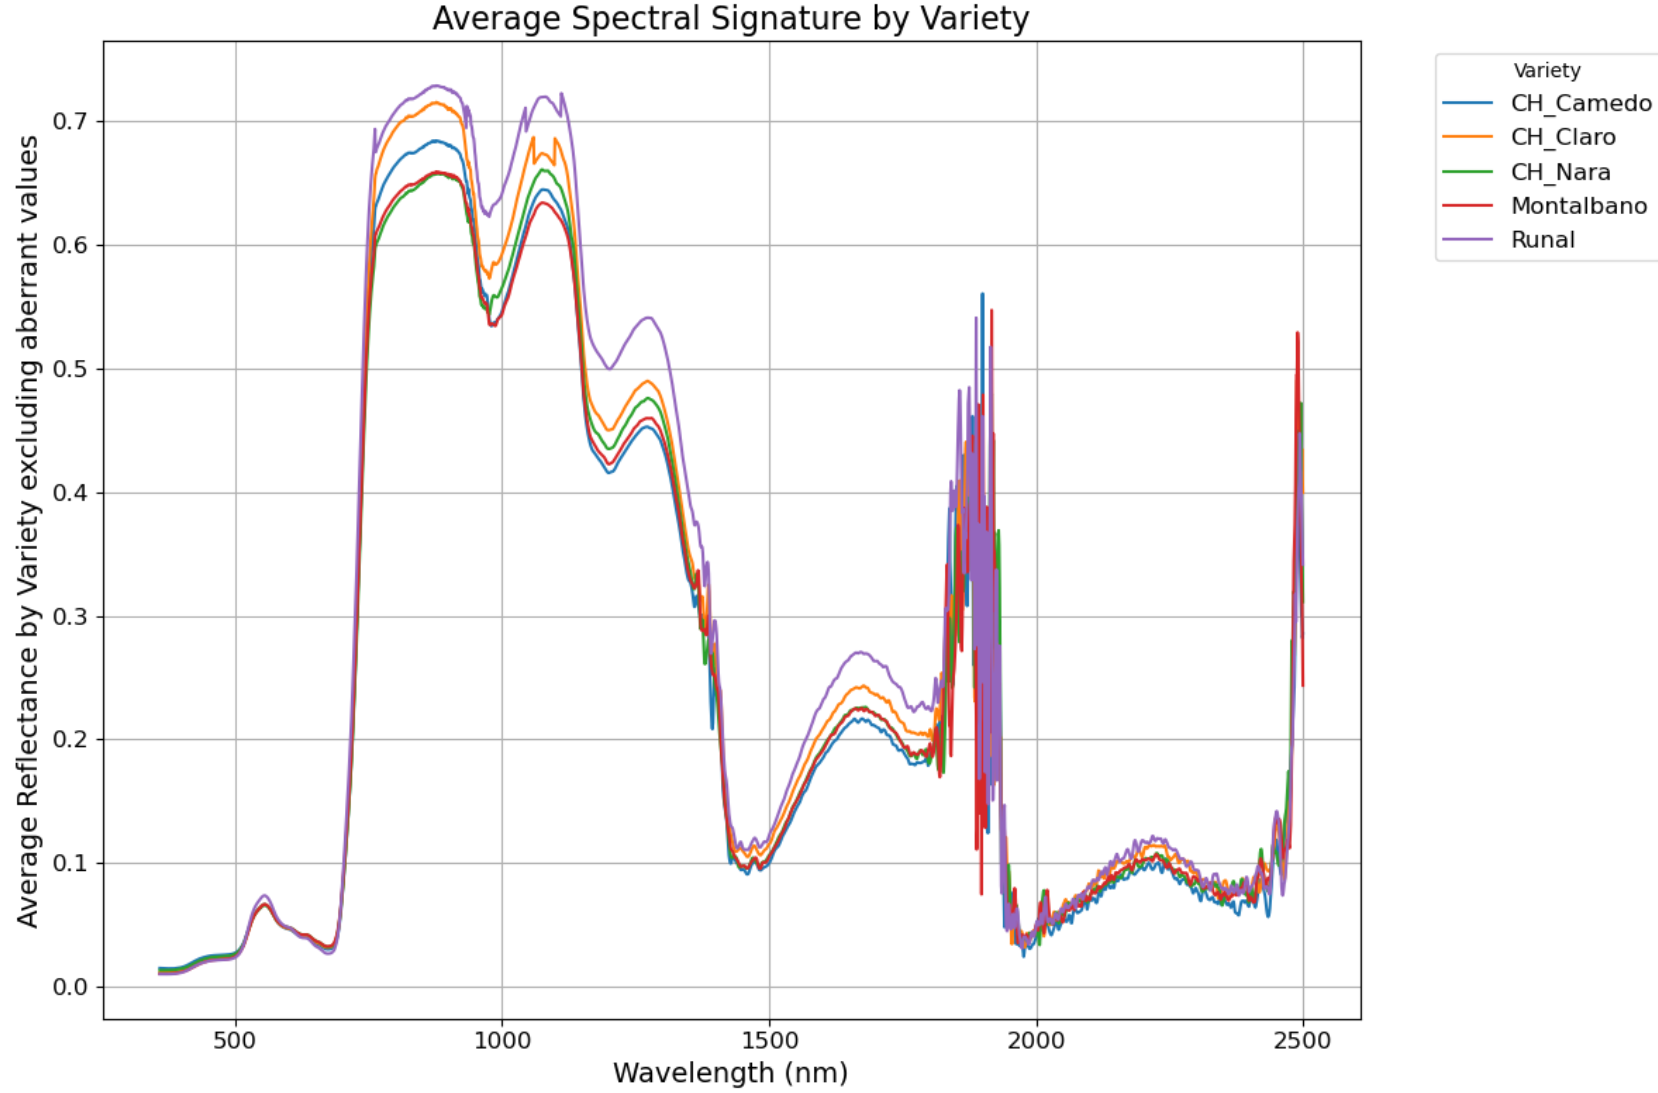 Average Spectral Signature by Variety
Average Reflectance by Variety excluding aberrant values
0.7
0.6
0.5
0.4
0.3
0.2
0.1
0.0
500
1000
1500
2000
2500
Wavelength (nm)
Variety
CH_Camedo
CH_Claro
CH_Nara
Montalbano
Runal